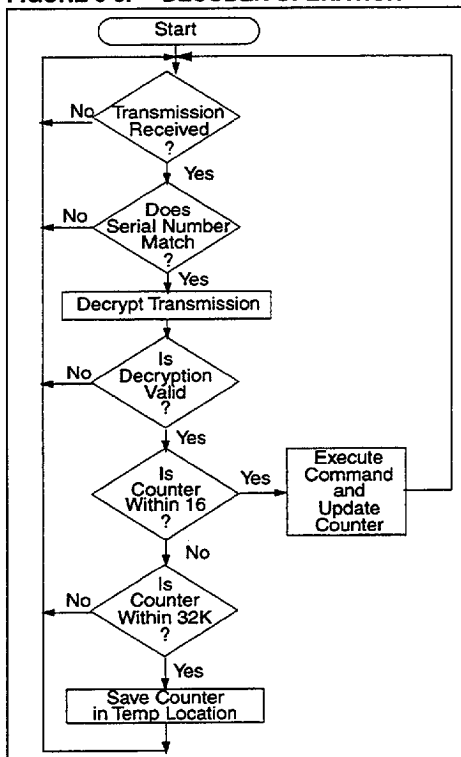 Start
No
Transmission
Received
?
Yes
No
Does
Serial Number
Match
?
Yes
Decrypt Transmission
No
Is
Decryption
Valid
?
Yes
Is
Counter
Within 16
?
Yes
Execute
Command
and
Update
Counter
No
No
Is
Counter
Within 32K
?
Yes
Save Counter
in Temp Location